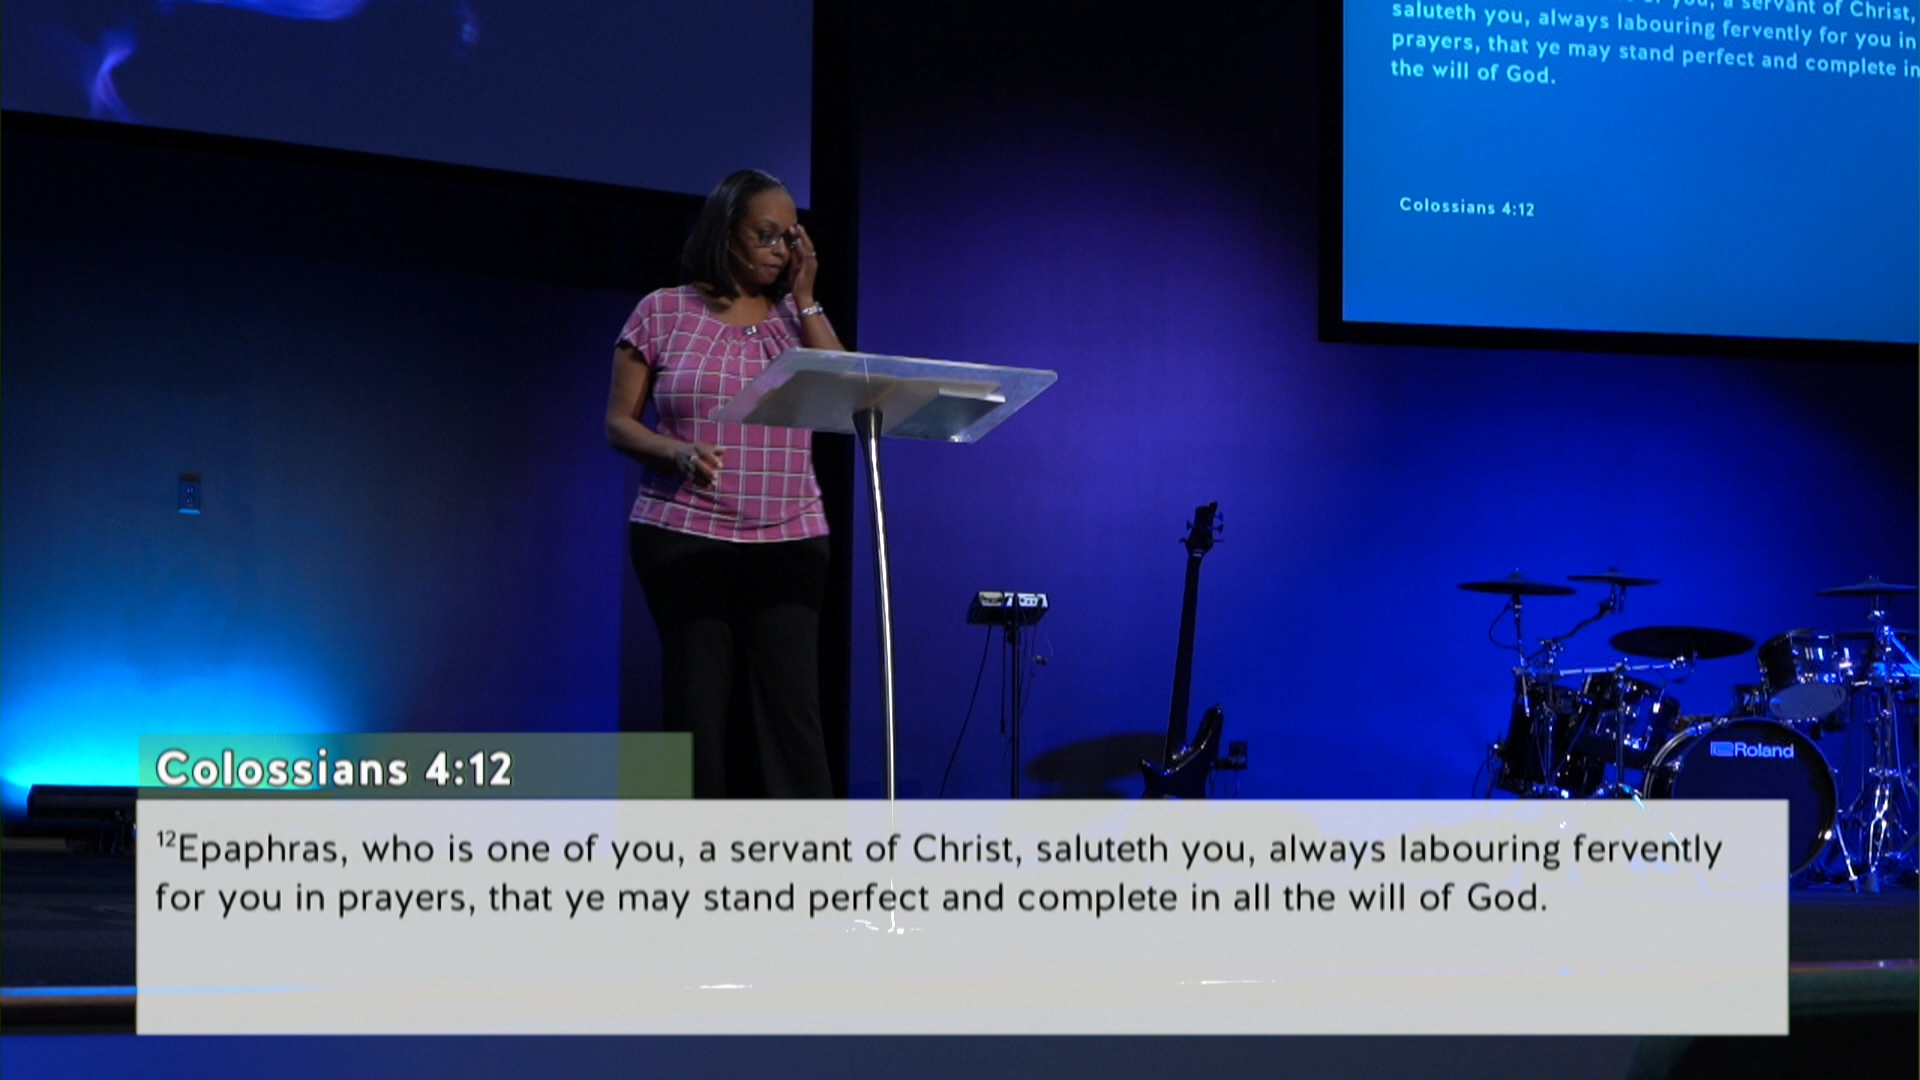 you, a servant of Christ,
saluteth you, always labouring fervently for you in
prayers, that ye may stand perfect and complete in
the will of God.
Colossians 4:12
Roland
Colossians 4:12
12Epaphras, who is one of you, a servant of Christ, saluteth you, always labouring fervently
for you in prayers, that ye may stand perfect and complete in all the will of God.